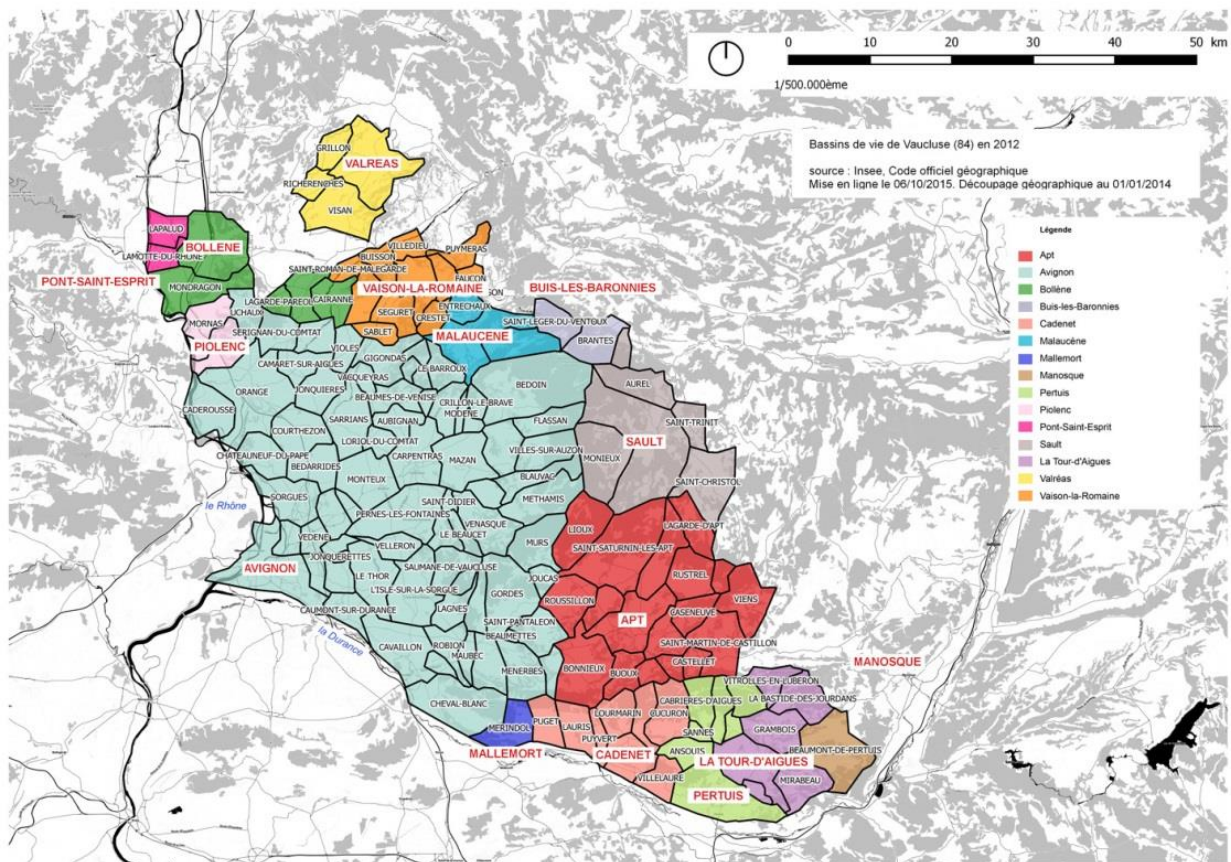 0 10 20 30 40 50 km
1/500.000ème
Bassins de vie de Vaucluse (84) en 2012
source : Insee, Code officiel géographique
Mise en ligne le 06/10/2015. Découpage géographique au 01/01/2014
Légende
Apt
Avignon
Bollène
Buis-les-Baronnies
Cadenet
Malaucène
Mallemort
Manosque
Pertuis
Piolenc
Pont-Saint-Esprit
Sault
La Tour-d'Aigues
Valréas
Vaison-la-Romaine
GRILLON
VALREAS
RICHERENCHES
VISAN
LAPALUD
BOLLENE
LAMOTTE-DU-RHONE
PONT-SAINT-ESPRIT
MONDRAGON
VILLEDIEU
BUISSON
PUYMERAS
SAINT-ROMAN-DE-MALEGARDE
FAUCON
VAISON-LA-ROMAINE
BUIS-LES-BARONNIES
LAGARDE-PAREOL
CAIRANNE
ENTRECHAUX
UCHAUX
SEGURET
CRESTET
SAINT-LEGER-DU-VENTOUX
MORNAS
SERIGNAN-DU-COMTAT
SABLET
MALAUCENE
BRANTES
PIOLENC
VIOLES
GIGONDAS
CAMARET-SUR-AIGUES
LE BARROUX
VACQUEYRAS
BEDOIN
AUREL
ORANGE
JONQUIERES
BEAUMES-DE-VENISE
CRILLON-LE-BRAVE
CADEROUSSE
MODENE
SARRIANS
AUBIGNAN
FLASSAN
SAINT-TRINIT
COURTHEZON
LORIOL-DU-COMTAT
SAULT
CHATEAUNEUF-DU-PAPE
CARPENTRAS
MAZAN
VILLES-SUR-AUZON
MONIEUX
BEDARRIDES
MONTEUX
BLAUVAC
SAINT-CHRISTOL
SORGUES
SAINT-DIDIER
METHAMIS
le Rhône
PERNES-LES-FONTAINES
VENASQUE
LIOUX
LAGARDE-D'APT
VEDENE
LE BEAUCET
MURS
VELLERON
SAINT-SATURNIN-LES-APT
JONQUERETTES
AVIGNON
SAUMANE-DE-VAUCLUSE
LE THOR
JOUCAS
RUSTREL
L'ISLE-SUR-LA-SORGUE
GORDES
ROUSSILLON
VIENS
CAUMONT-SUR-DURANCE
LAGNES
CASENEUVE
SAINT-PANTALEON
APT
la Durance
BEAUMETTES
CAVAILLON
ROBION
SAINT-MARTIN-DE-CASTILLON
MAUBEC
CASTELLET
MANOSQUE
MENERBES
BONNIEUX
BUOUX
VITROLLES-EN-LUBERON
CHEVAL-BLANC
CABRIERES-D'AIGUES
LA BASTIDE-DES-JOURDANS
PUGET
LOURMARIN
CUCURON
MERINDOL
LAURIS
SANNES
GRAMBOIS
PUYVERT
MALLEMORT
CADENET
ANSOUIS
BEAUMONT-DE-PERTUIS
LA TOUR-D'AIGUES
VILLELAURE
MIRABEAU
PERTUIS